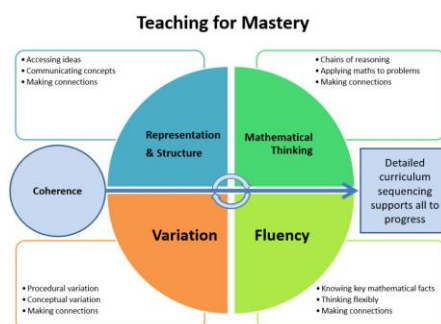 Teaching for Mastery
• Accessing ideas
• Communicating concepts
• Making connections
• Chains of reasoning
• Applying maths to problems
• Making connections
Representation
& Structure
Mathematical
Thinking
Coherence
Detailed
curriculum
sequencing
supports all to
progress
Variation
Fluency
• Procedural variation
• Conceptual variation
• Making connections
• Knowing key mathematical facts
• Thinking flexibly
• Making connections